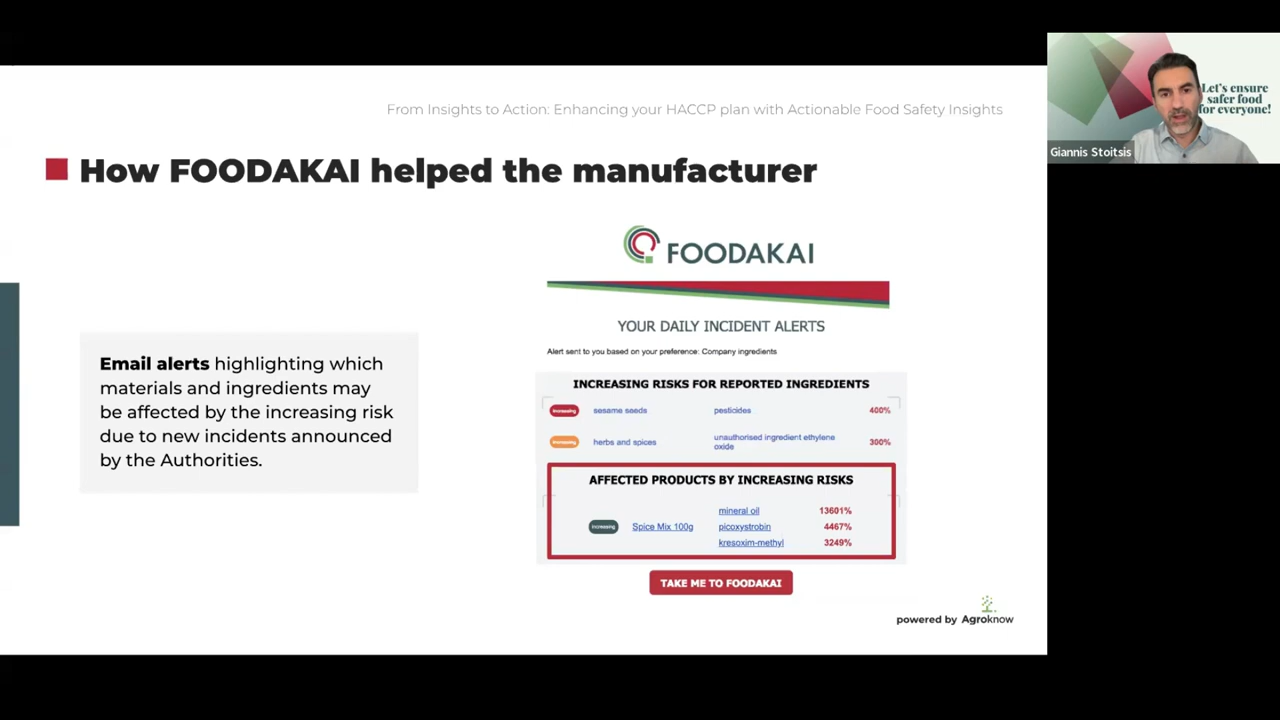 From Insights to Action: Enhancing your HACCP plan with Actionable Food Safety Insights
How FOODAKAI helped the manufacturer
Email alerts highlighting which
materials and ingredients may
be affected by the increasing risk
due to new incidents announced
by the Authorities.
FOODAKAI
YOUR DAILY INCIDENT ALERTS
Alert sent to you based on your preference: Company ingredients
INCREASING RISKS FOR REPORTED INGREDIENTS
increasing sesame seeds pesticides 400%
increasing herbs and spices unauthorised ingredient ethylene
oxide 300%
AFFECTED PRODUCTS BY INCREASING RISKS
mineral oil 13601%
increasing Spice Mix 100g picoxystrobin 4467%
kresoxim-methyl 3249%
TAKE ME TO FOODAKAI
powered by Agroknow
Let's ensure
safer food
for everyone!
Giannis Stoitsis